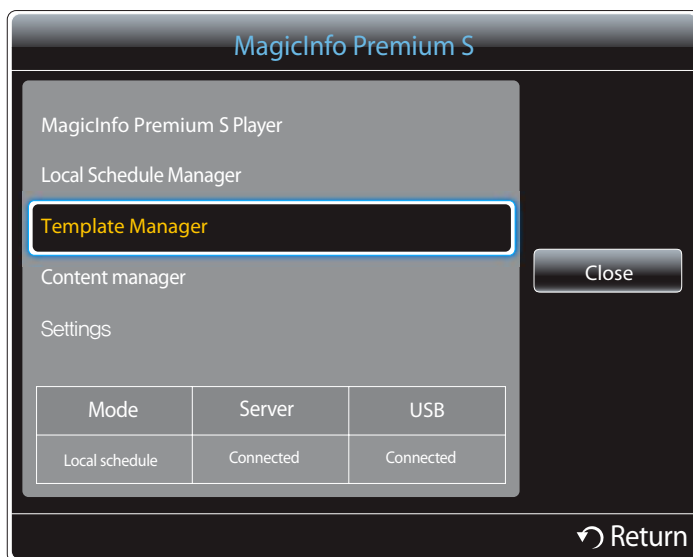 MagicInfo Premium S
MagicInfo Premium S Player
Local Schedule Manager
Template Manager
Content manager
Close
Settings
Mode Server USB
Local schedule Connected Connected
Return